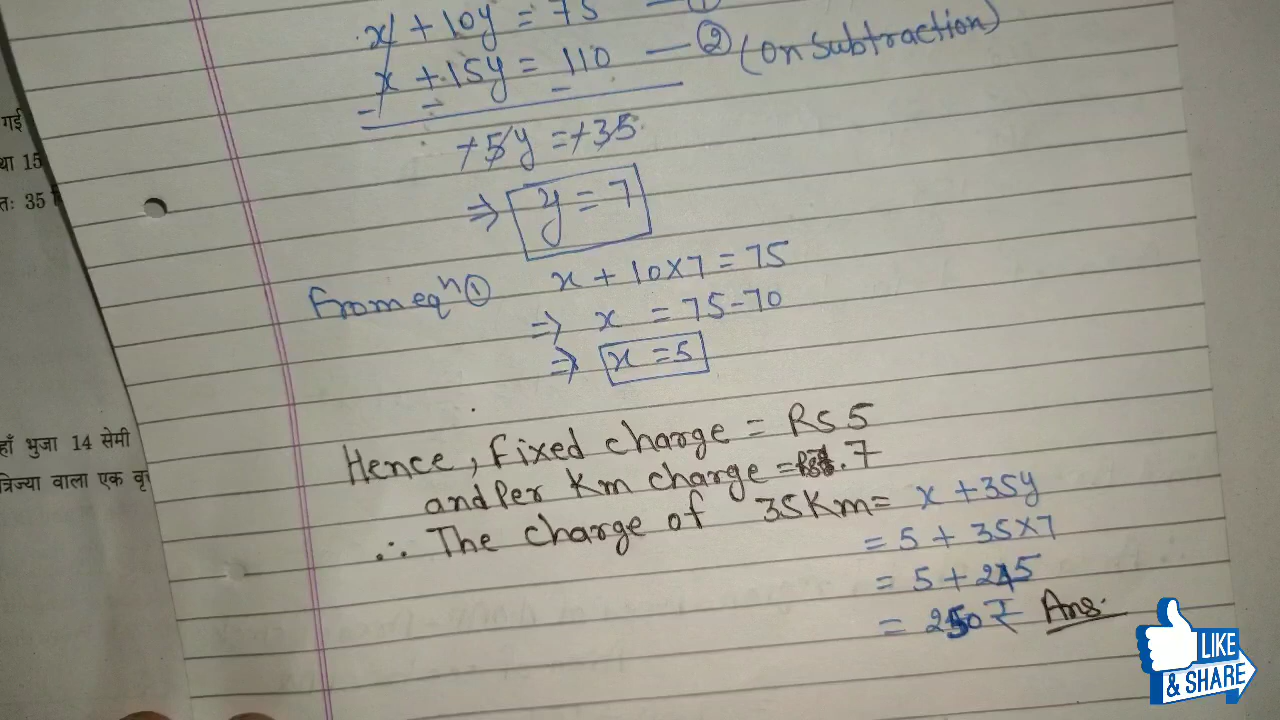 x + 10y = 75 — ①
x + 15y = 110 — ② (on subtraction)
- - -
+5y = +35
⇒ y = 7
From eqⁿ ① x + 10×7 = 75
⇒ x = 75-70
⇒ x = 5
Hence, Fixed charge = Rs 5
and Per Km charge = Rs. 7
∴ The charge of 35Km = x + 35y
= 5 + 35×7
= 5 + 245
= 250 ₹ Ans.
गई
था 15
तः 35
हाँ भुजा 14 सेमी
त्रिज्या वाला एक
LIKE
& SHARE